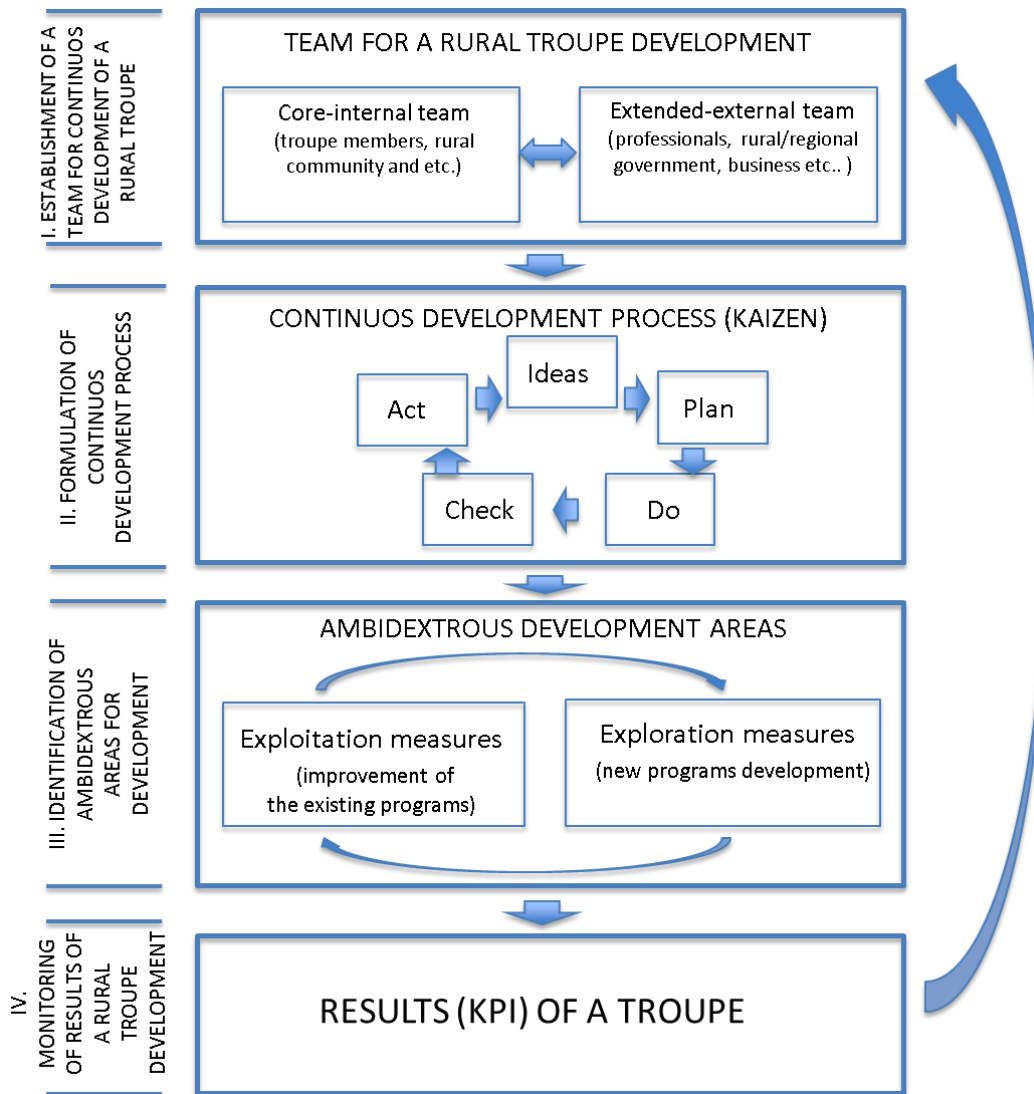 I. ESTABLISHMENT OF A
TEAM FOR CONTINUOS
DEVELOPMENT OF A
RURAL TROUPE
TEAM FOR A RURAL TROUPE DEVELOPMENT
Core-internal team
(troupe members, rural
community and etc.)
Extended-external team
(professionals, rural/regional
government, business etc.. )
II. FORMULATION OF
CONTINUOS
DEVELOPMENT PROCESS
CONTINUOS DEVELOPMENT PROCESS (KAIZEN)
Ideas
Act
Plan
Check
Do
III. IDENTIFICATION OF
AMBIDEXTROUS
AREAS FOR
DEVELOPMENT
AMBIDEXTROUS DEVELOPMENT AREAS
Exploitation measures
(improvement of
the existing programs)
Exploration measures
(new programs development)
IV.
MONITORING
OF RESULTS OF
A RURAL
TROUPE
DEVELOPMENT
RESULTS (KPI) OF A TROUPE